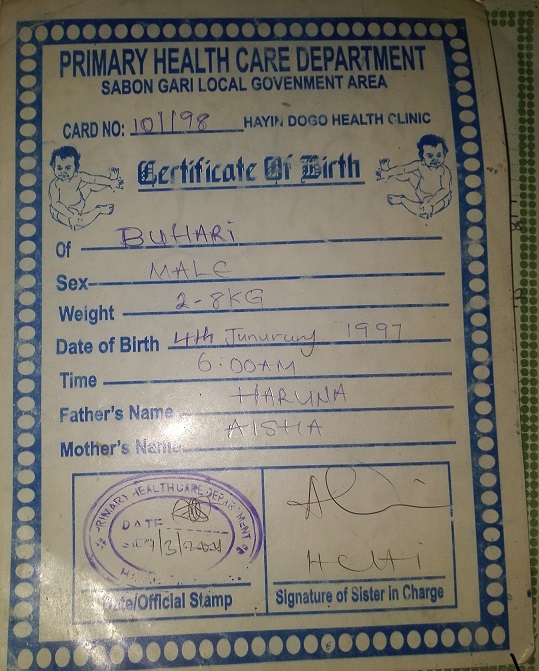 PRIMARY HEALTH CARE DEPARTMENT
SABON GARI LOCAL GOVENMENT AREA
CARD NO: 101/98 HAYIN DOGO HEALTH CLINIC
Certificate Of Birth
Of BUHARI
Sex MALE
Weight 2-8KG
Date of Birth 4th Junurary 1997
Time 6:00AM
Father's Name HARUNA
Mother's Name AISHA
PRIMARY HEALTH CARE DEPARTMENT
DATE
Date/Official Stamp
Signature of Sister in Charge